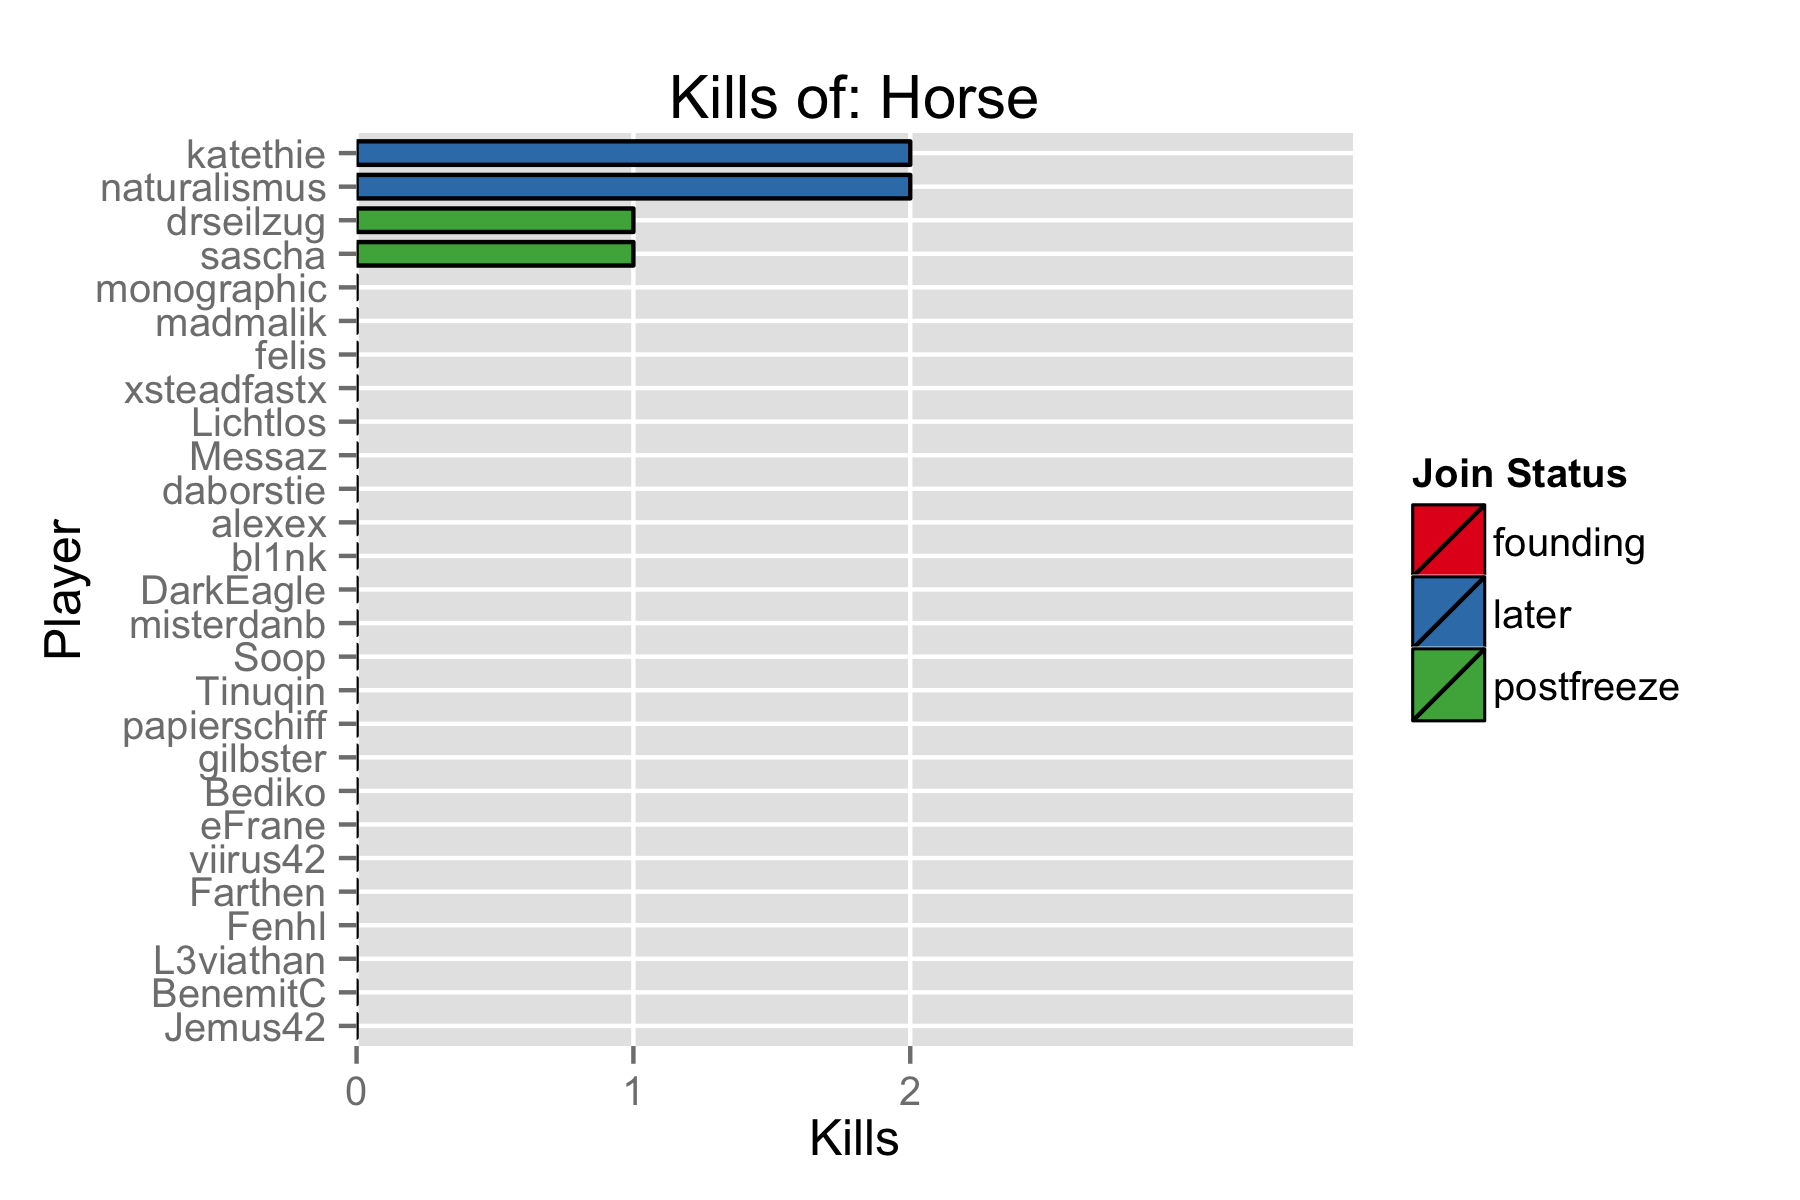 Kills of: Horse
Player
katethie
naturalismus
drseilzug
sascha
monographic
madmalik
felis
xsteadfastx
Lichtlos
Messaz
daborstie
alexex
bl1nk
DarkEagle
misterdanb
Soop
Tinuqin
papierschiff
gilbster
Bediko
eFrane
viirus42
Farthen
Fenhl
L3viathan
BenemitC
Jemus42
0 1 2
Kills
Join Status
founding
later
postfreeze